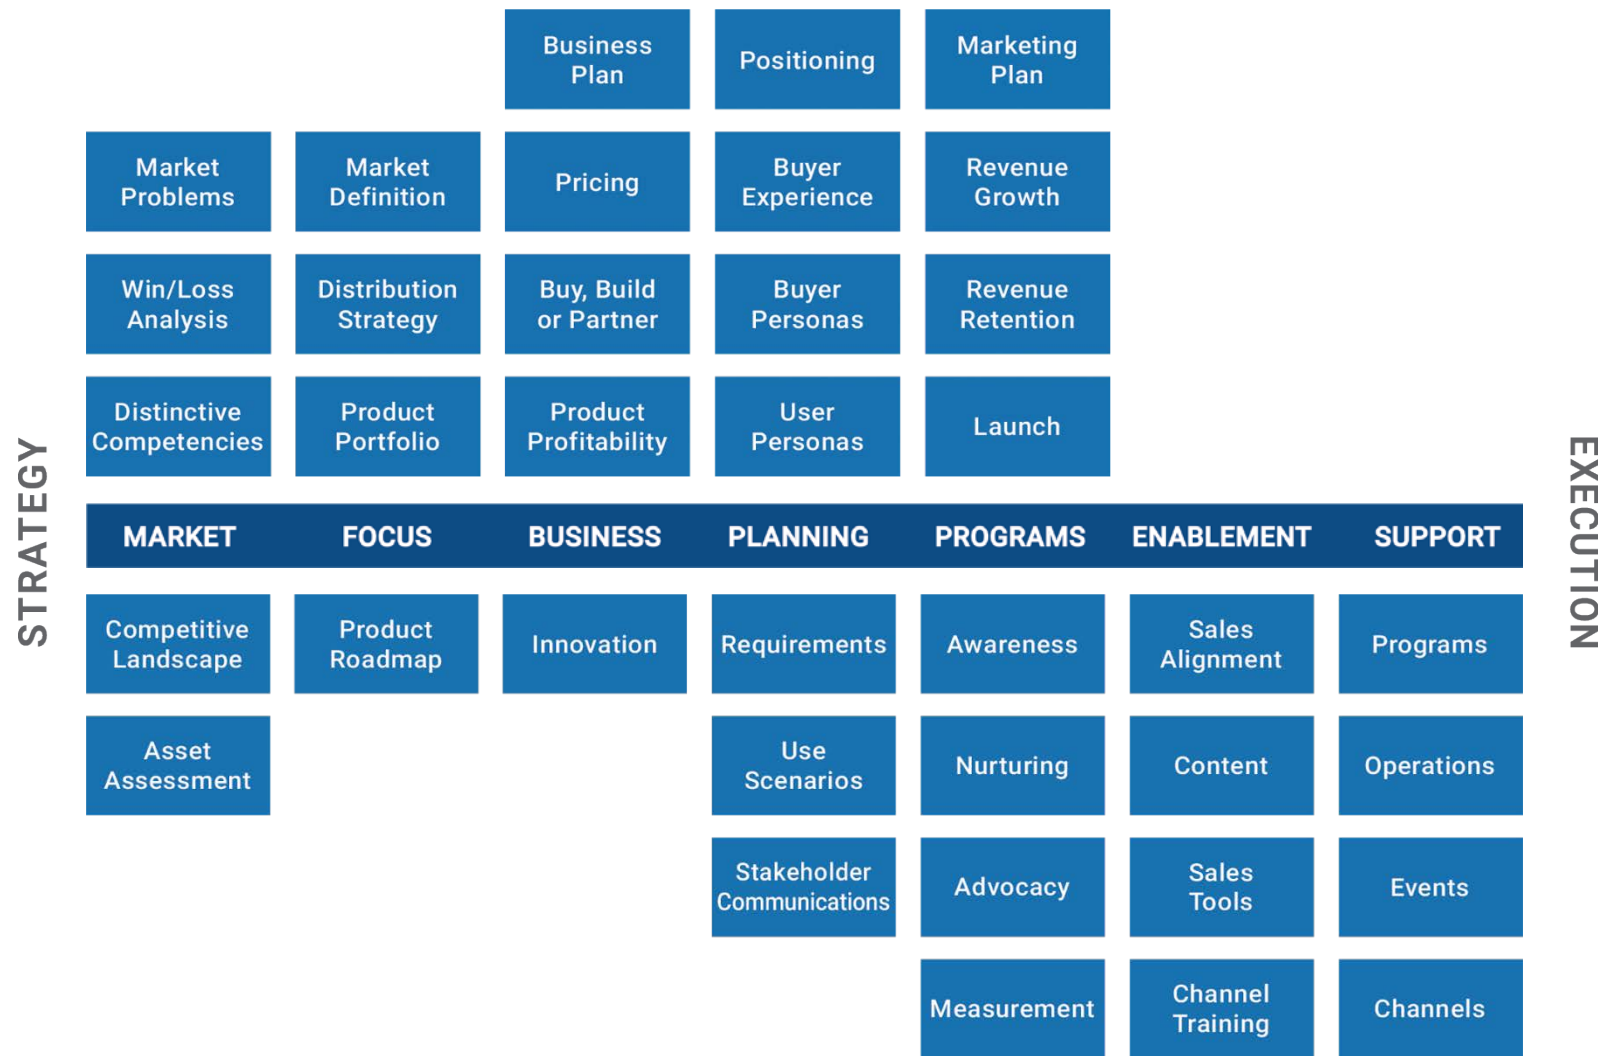 Business
Plan
Positioning
Marketing
Plan
Market
Problems
Market
Definition
Pricing
Buyer
Experience
Revenue
Growth
Win/Loss
Analysis
Distribution
Strategy
Buy, Build
or Partner
Buyer
Personas
Revenue
Retention
Distinctive
Competencies
Product
Portfolio
Product
Profitability
User
Personas
Launch
STRATEGY
MARKET
FOCUS
BUSINESS
PLANNING
PROGRAMS
ENABLEMENT
SUPPORT
EXECUTION
Competitive
Landscape
Product
Roadmap
Innovation
Requirements
Awareness
Sales
Alignment
Programs
Asset
Assessment
Use
Scenarios
Nurturing
Content
Operations
Stakeholder
Communications
Advocacy
Sales
Tools
Events
Measurement
Channel
Training
Channels